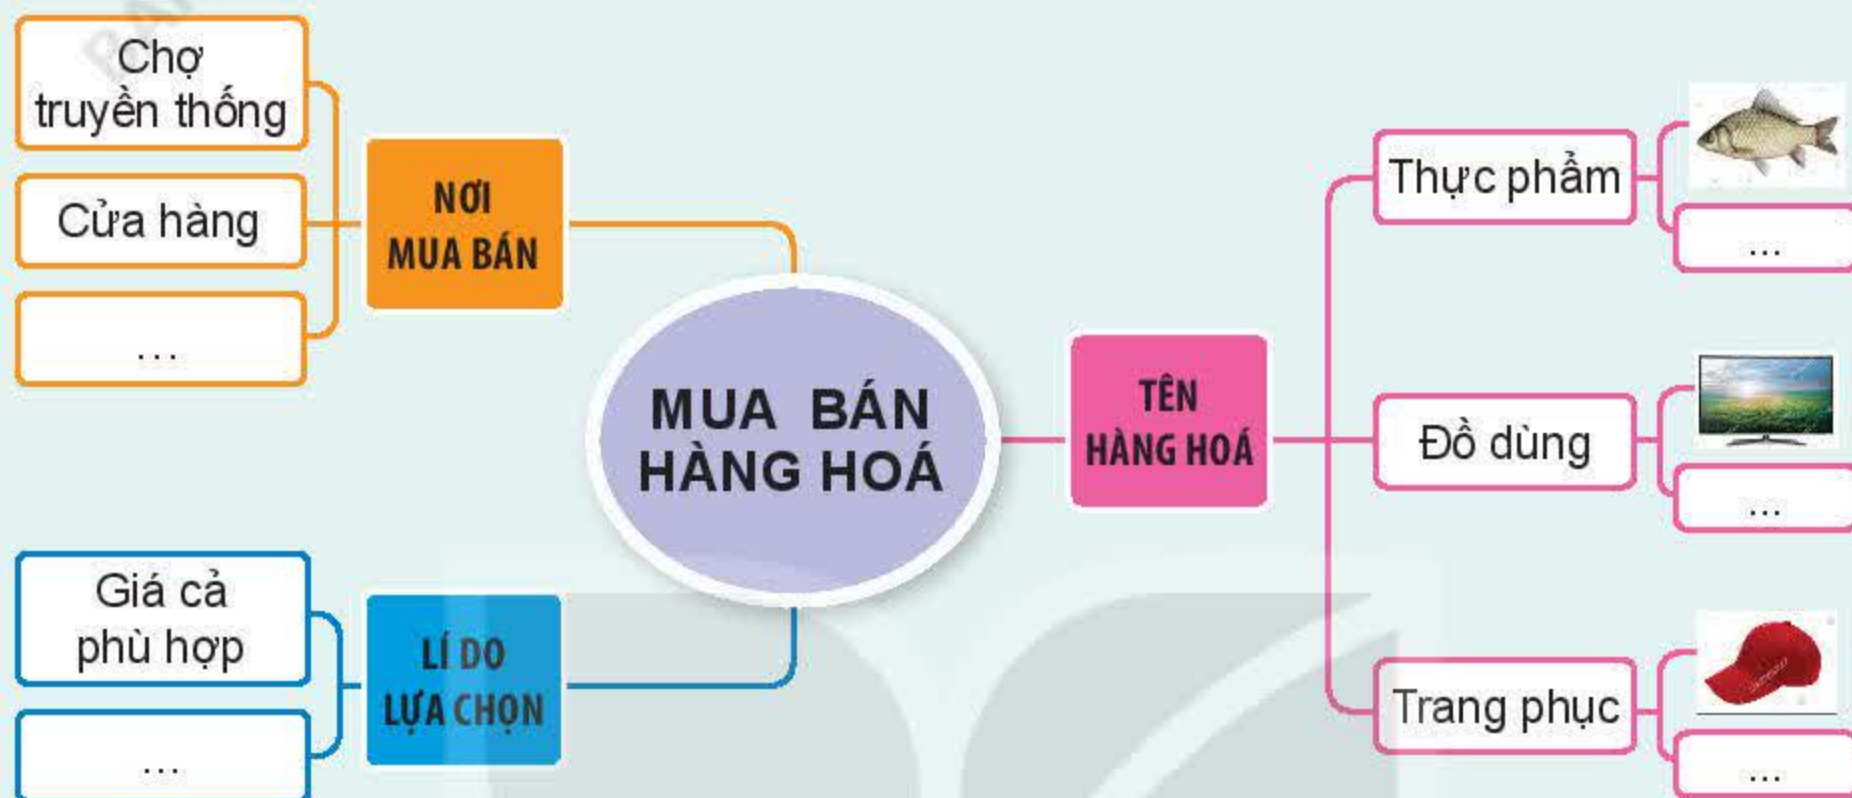 Chợ
truyền thống
Cửa hàng
...
NƠI
MUA BÁN
MUA BÁN
HÀNG HOÁ
Giá cả
phù hợp
...
LÍ DO
LỰA CHỌN
TÊN
HÀNG HOÁ
Thực phẩm
...
Đồ dùng
...
Trang phục
...